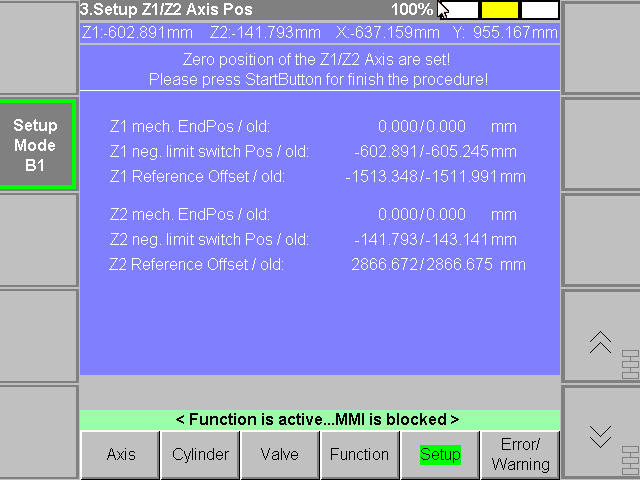 3.Setup Z1/Z2 Axis Pos 100%
Z1:-602.891mm Z2:-141.793mm X:-637.159mm Y: 955.167mm
Zero position of the Z1/Z2 Axis are set!
Please press StartButton for finish the procedure!
Setup
Mode
B1
Z1 mech. EndPos / old: 0.000/0.000 mm
Z1 neg. limit switch Pos / old: -602.891/-605.245 mm
Z1 Reference Offset / old: -1513.348/-1511.991 mm
Z2 mech. EndPos / old: 0.000/0.000 mm
Z2 neg. limit switch Pos / old: -141.793/-143.141 mm
Z2 Reference Offset / old: 2866.672/2866.675 mm
< Function is active...MMI is blocked >
Axis Cylinder Valve Function Setup Error/
Warning